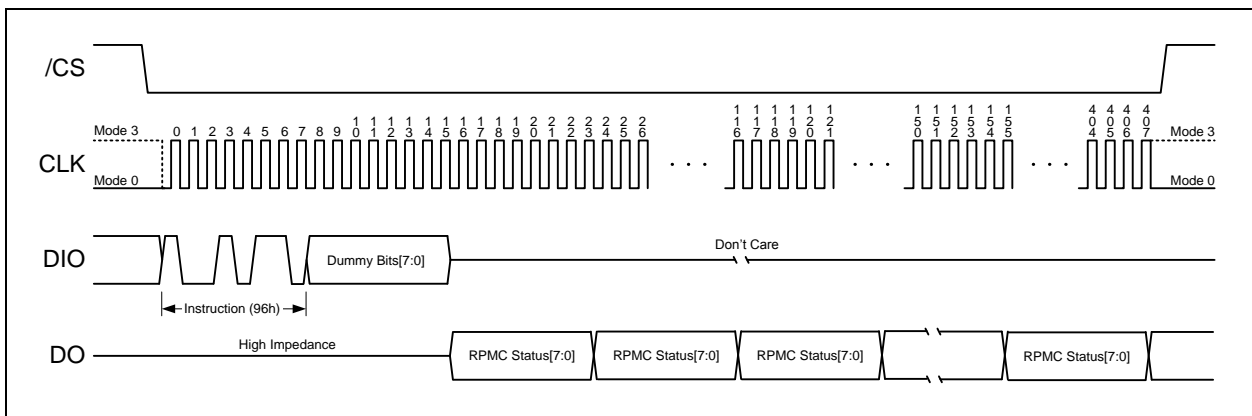 /CS
Mode 3
0 1 2 3 4 5 6 7 8 9 10 11 12 13 14 15 16 17 18 19 20 21 22 23 24 25 26 . . . 116 117 118 119 120 121 . . . 150 151 152 153 154 155 . . . 404 405 406 407
Mode 3
CLK
Mode 0
Mode 0
DIO
Dummy Bits[7:0]
Don't Care
Instruction (96h)
DO
High Impedance
RPMC Status[7:0]
RPMC Status[7:0]
RPMC Status[7:0]
RPMC Status[7:0]